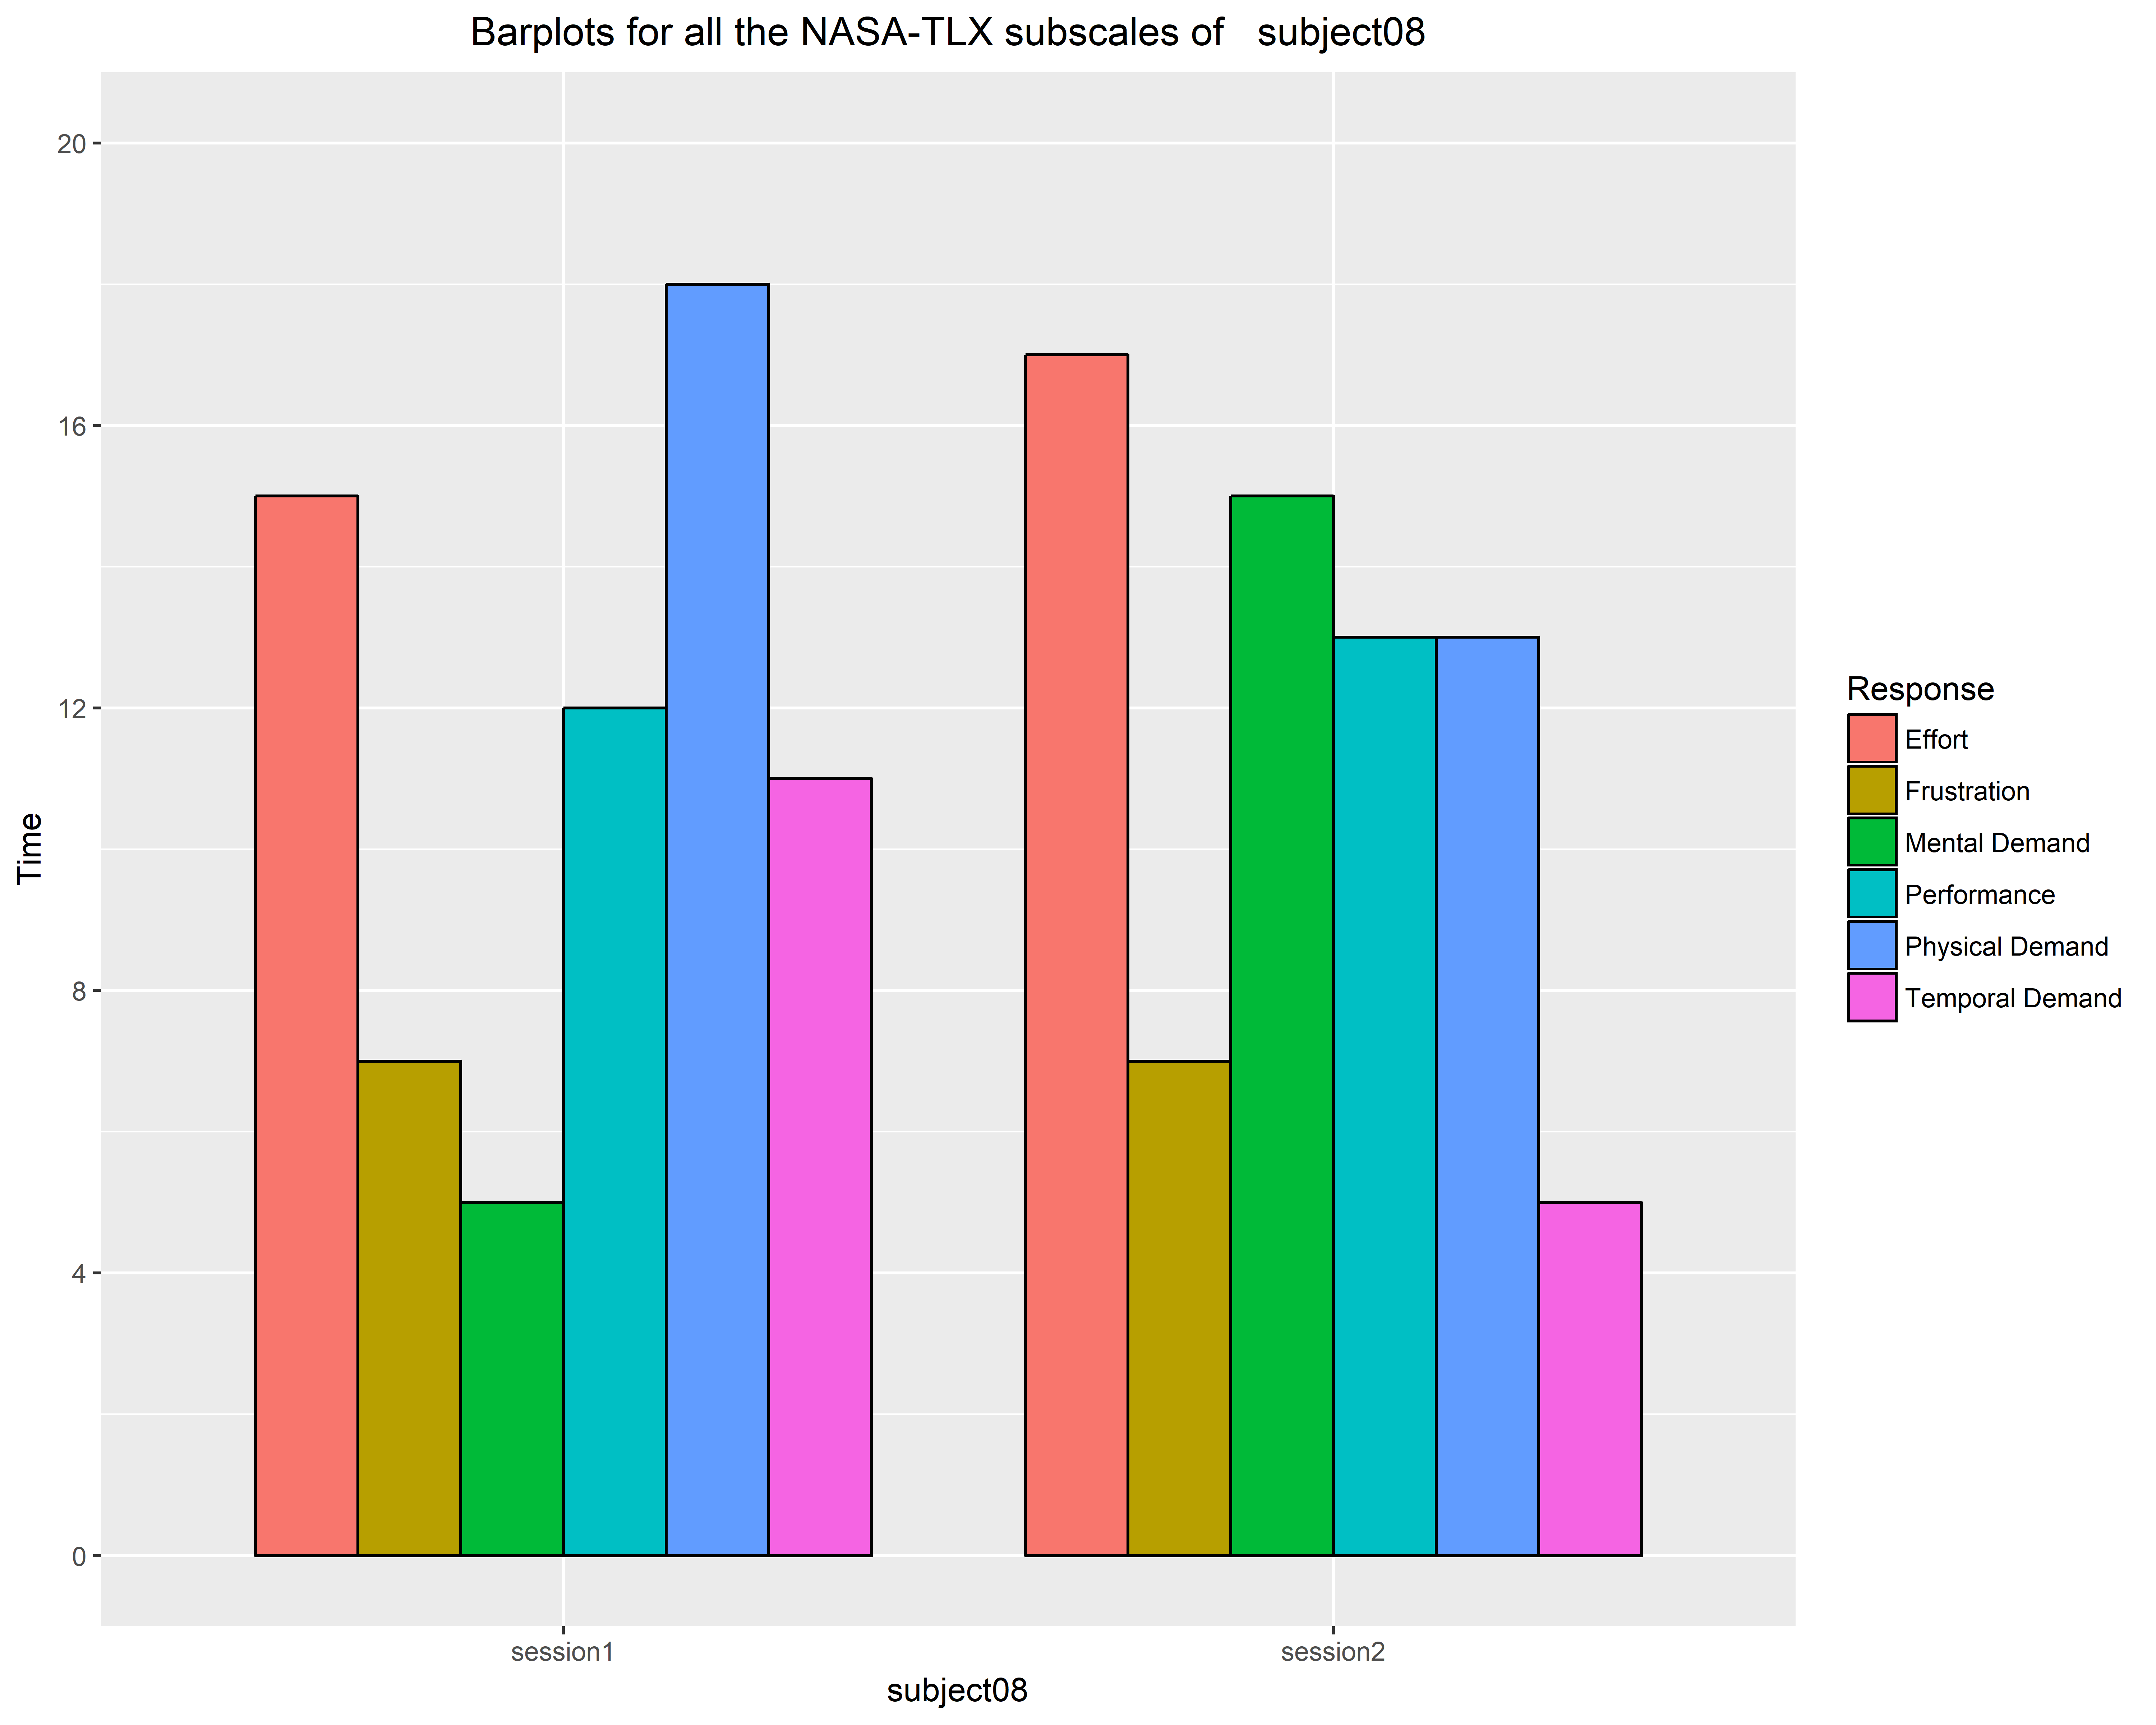 Barplots for all the NASA-TLX subscales of   subject08
20
16
12
8
4
0
Time
session1
session2
subject08
Response
Effort
Frustration
Mental Demand
Performance
Physical Demand
Temporal Demand